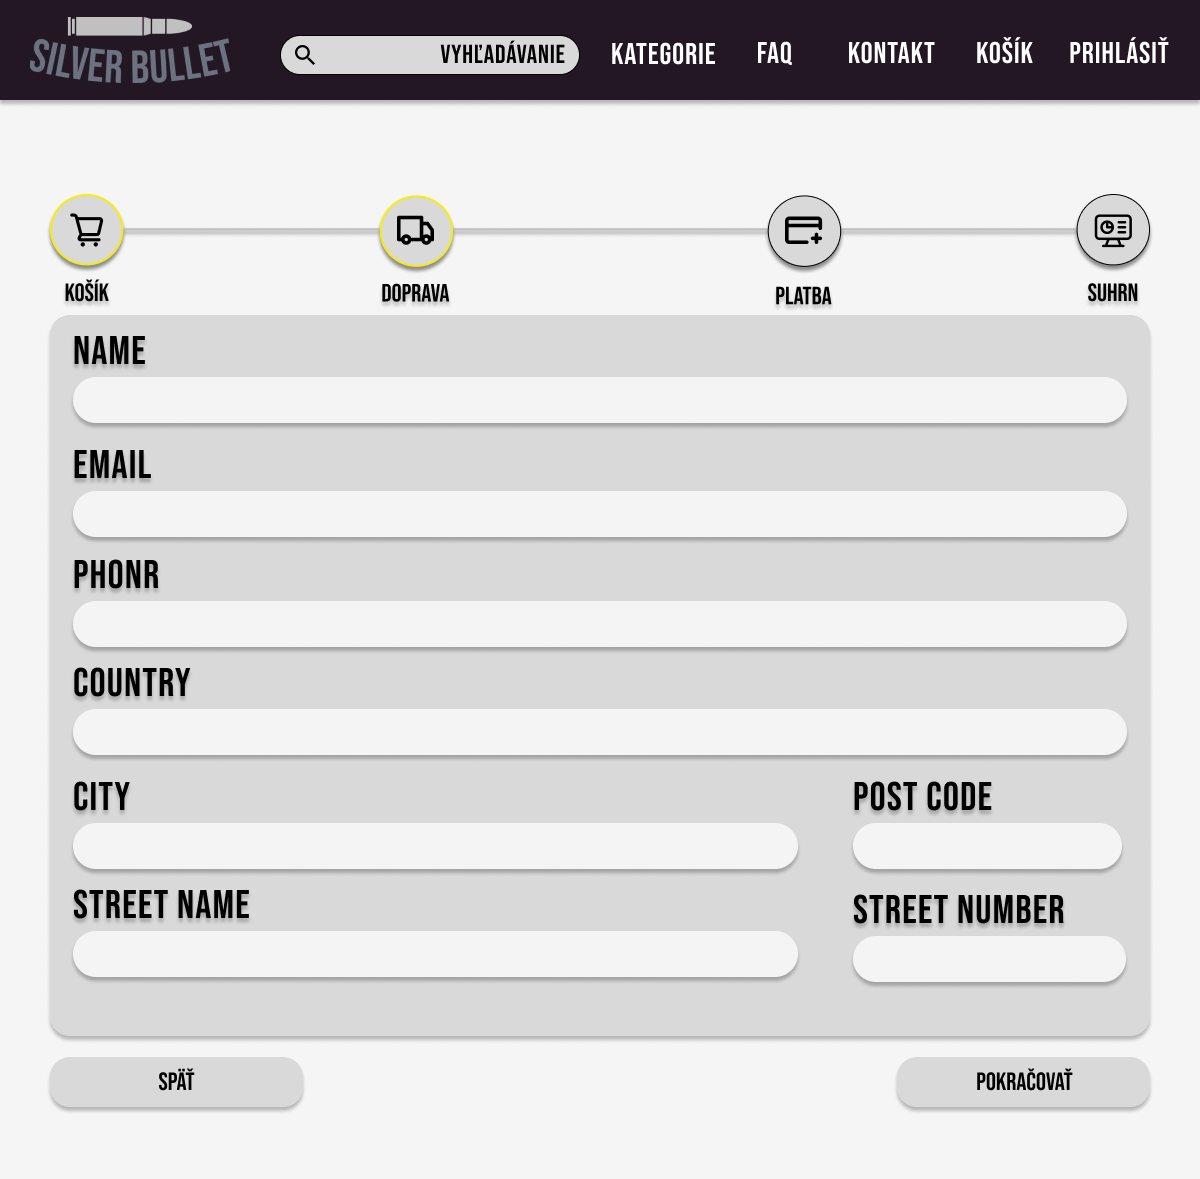 SILVER BULLET
VYHĽADÁVANIE
KATEGORIE
FAQ
KONTAKT
KOŠÍK
PRIHLÁSIŤ
KOŠÍK
DOPRAVA
PLATBA
SUHRN
NAME
EMAIL
PHONR
COUNTRY
CITY
POST CODE
STREET NAME
STREET NUMBER
SPÄŤ
POKRAČOVAŤ